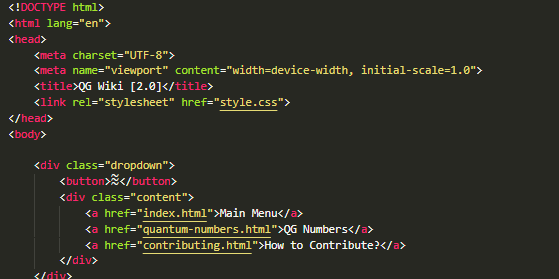 <!DOCTYPE html>
<html lang="en">
<head>
    <meta charset="UTF-8">
    <meta name="viewport" content="width=device-width, initial-scale=1.0">
    <title>QG Wiki [2.0]</title>
    <link rel="stylesheet" href="style.css">
</head>
<body>
    <div class="dropdown">
        <button>≈</button>
        <div class="content">
            <a href="index.html">Main Menu</a>
            <a href="quantum-numbers.html">QG Numbers</a>
            <a href="contributing.html">How to Contribute?</a>
        </div>
    </div>